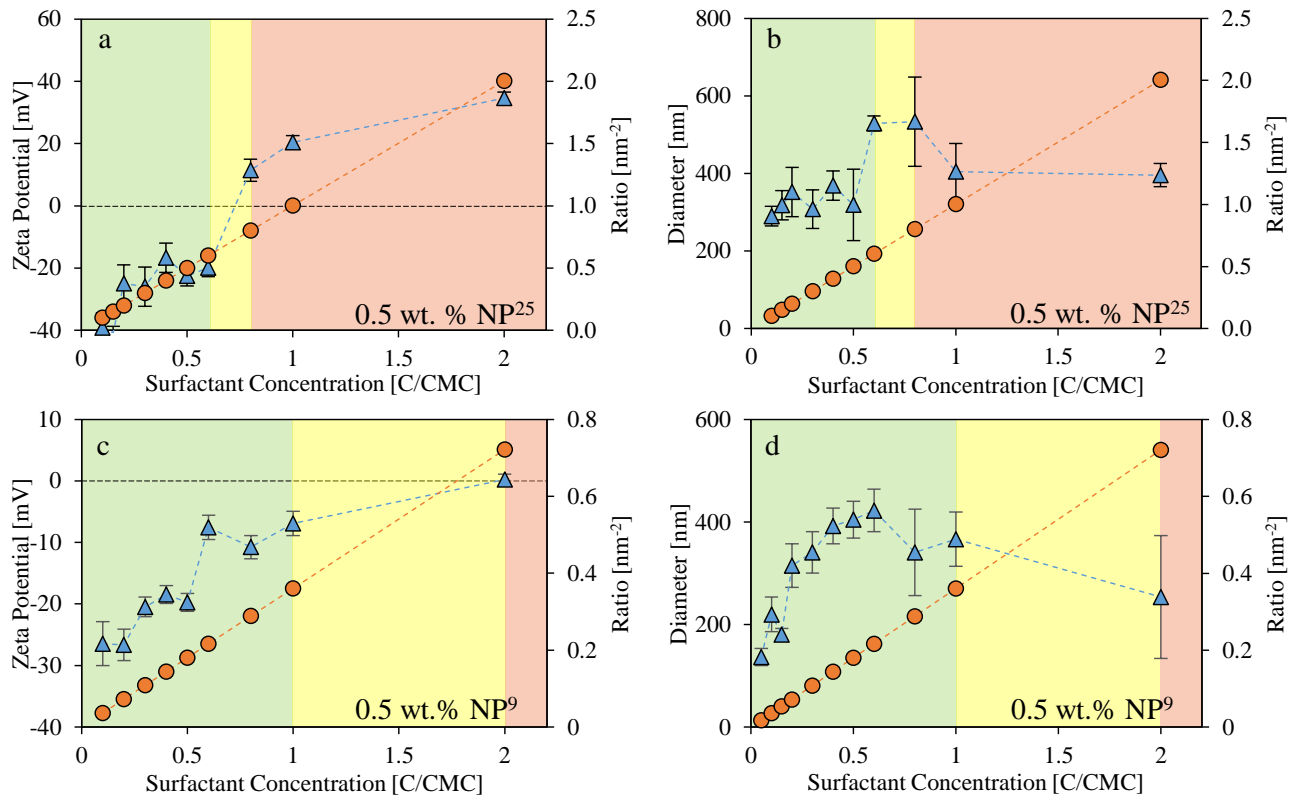 a
60
40
20
0
-20
-40
Zeta Potential [mV]
2.5
2.0
1.5
1.0
0.5
0.0
Ratio [nm-2]
0.5 wt. % NP25
0 0.5 1 1.5 2
Surfactant Concentration [C/CMC]
b
800
600
400
200
0
Diameter [nm]
2.5
2.0
1.5
1.0
0.5
0.0
Ratio [nm-2]
0.5 wt. % NP25
0 0.5 1 1.5 2
Surfactant Concentration [C/CMC]
c
10
0
-10
-20
-30
-40
Zeta Potential [mV]
0.8
0.6
0.4
0.2
0
Ratio [nm-2]
0.5 wt.% NP9
0 0.5 1 1.5 2
Surfactant Concentration [C/CMC]
d
600
400
200
0
Diameter [nm]
0.8
0.6
0.4
0.2
0
Ratio [nm-2]
0.5 wt.% NP9
0 0.5 1 1.5 2
Surfactant Concentration [C/CMC]